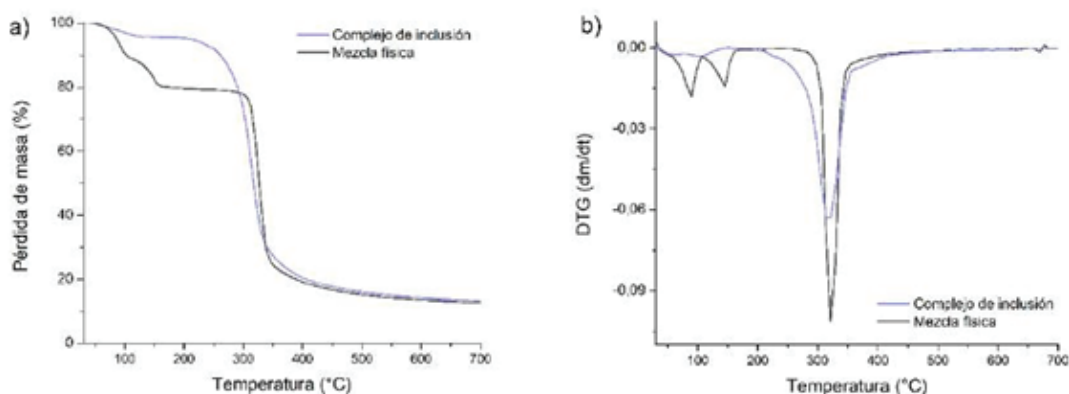 a)
Complejo de inclusión
Mezcla física
100
80
60
40
20
0
100
200
300
400
500
600
700
Pérdida de masa (%)
Temperatura (°C)
b)
0,00
-0,03
-0,06
-0,09
100
200
300
400
500
600
700
DTG (dm/dt)
Complejo de inclusión
Mezcla física
Temperatura (°C)